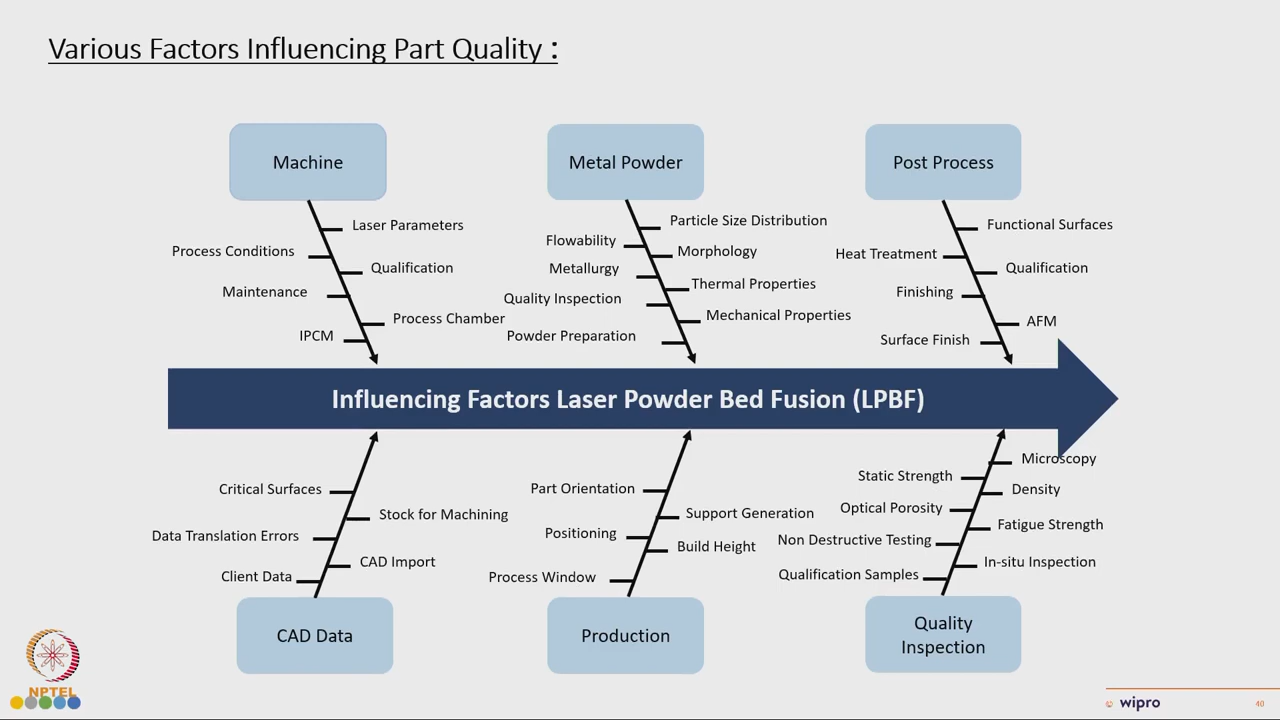 Various Factors Influencing Part Quality :
Machine
Metal Powder
Post Process
Laser Parameters
Process Conditions
Qualification
Maintenance
Process Chamber
IPCM
Particle Size Distribution
Flowability
Morphology
Metallurgy
Thermal Properties
Quality Inspection
Mechanical Properties
Powder Preparation
Functional Surfaces
Heat Treatment
Qualification
Finishing
AFM
Surface Finish
Influencing Factors Laser Powder Bed Fusion (LPBF)
Critical Surfaces
Stock for Machining
Data Translation Errors
CAD Import
Client Data
CAD Data
Part Orientation
Support Generation
Positioning
Build Height
Process Window
Production
Microscopy
Static Strength
Density
Optical Porosity
Fatigue Strength
Non Destructive Testing
In-situ Inspection
Qualification Samples
Quality
Inspection
NPTEL
© wipro
40